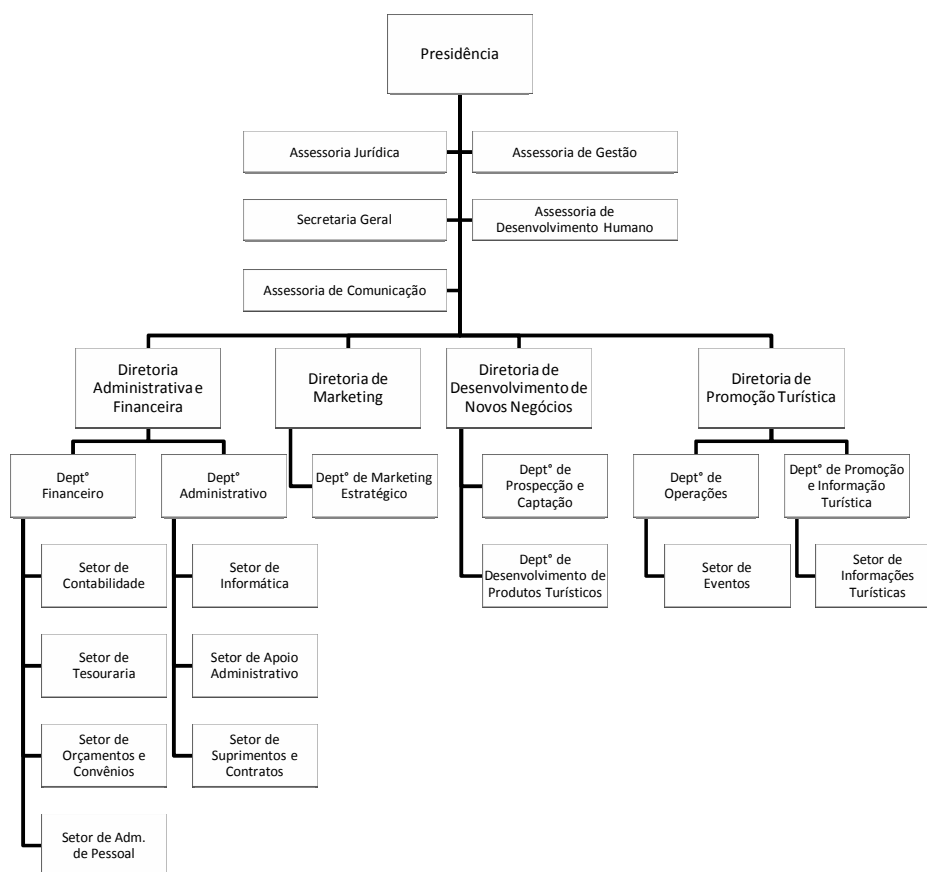 Presidência
Assessoria Jurídica
Assessoria de Gestão
Secretaria Geral
Assessoria de
Desenvolvimento Humano
Assessoria de Comunicação
Diretoria
Administrativa e
Financeira
Diretoria de
Marketing
Diretoria de
Desenvolvimento de
Novos Negócios
Diretoria de
Promoção Turística
Dept° 
Financeiro
Dept°
Administrativo
Dept° de Marketing
Estratégico
Dept° de
Prospecção e
Captação
Dept° de
Operações
Dept° de Promoção
e Informação
Turística
Setor de
Contabilidade
Setor de
Informática
Dept° de
Desenvolvimento de
Produtos Turísticos
Setor de
Eventos
Setor de
Informações
Turísticas
Setor de
Tesouraria
Setor de Apoio
Administrativo
Setor de
Orçamentos e
Convênios
Setor de
Suprimentos e
Contratos
Setor de Adm.
de Pessoal